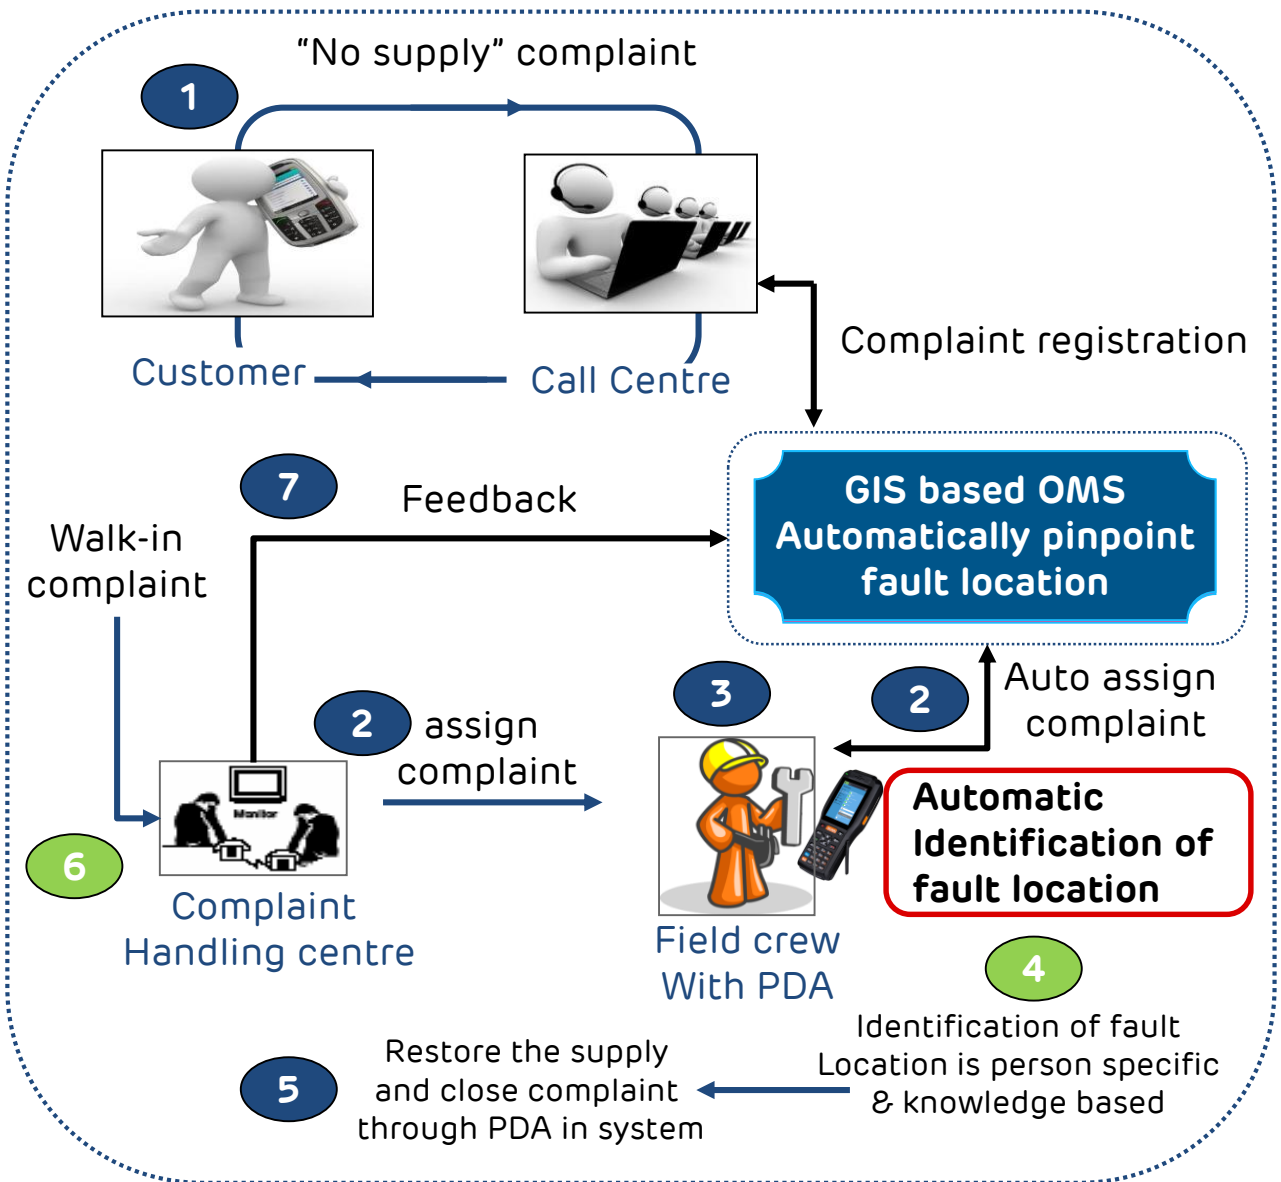 “No supply” complaint
1
Customer
Call Centre
Complaint registration
7
Feedback
GIS based OMS
Automatically pinpoint
fault location
Walk-in
complaint
2
assign
complaint
3
2
Auto assign
complaint
Monitor
6
Complaint
Handling centre
Automatic
Identification of
fault location
Field crew
With PDA
4
Identification of fault
Location is person specific
& knowledge based
5
Restore the supply
and close complaint
through PDA in system